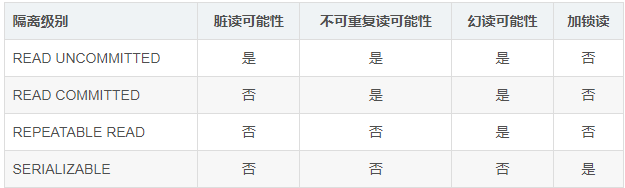 隔离级别 脏读可能性 不可重复读可能性 幻读可能性 加锁读
READ UNCOMMITTED 是 是 是 否
READ COMMITTED 否 是 是 否
REPEATABLE READ 否 否 是 否
SERIALIZABLE 否 否 否 是